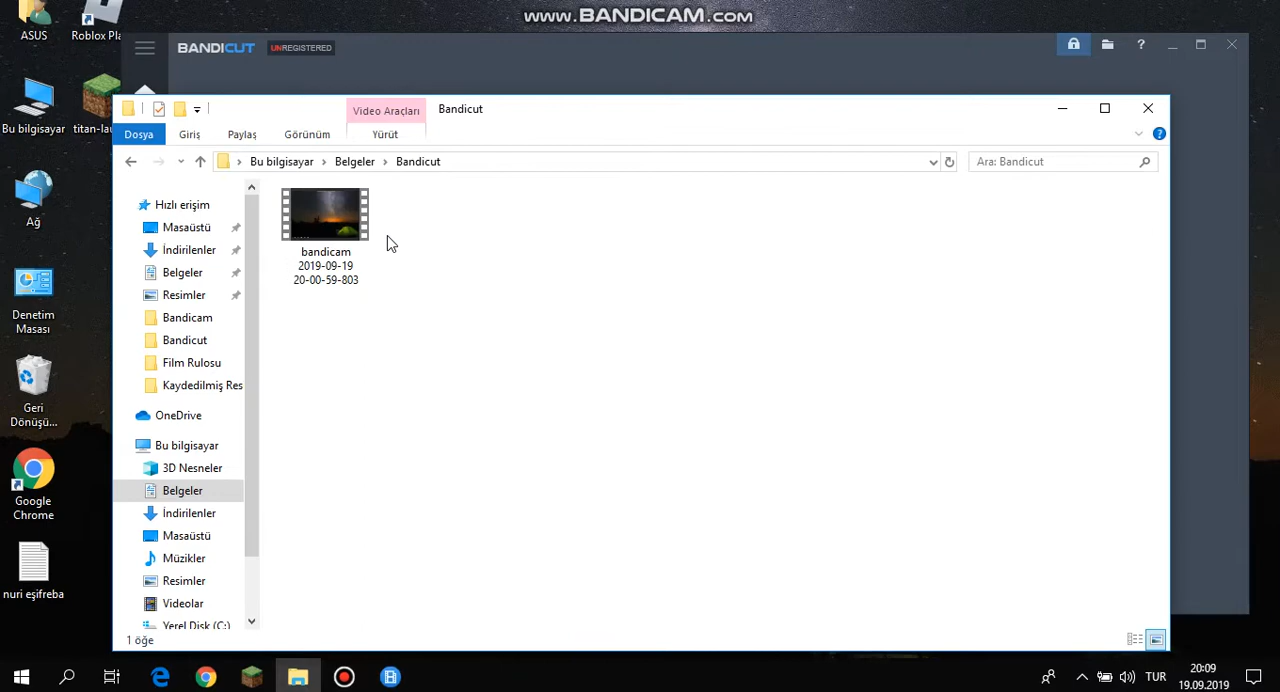 www.BANDICAM.com
ASUS
Roblox Pla
BANDICUT UNREGISTERED
?
Bu bilgisayar
titan-lau
Video Araçları
Bandicut
Dosya
Giriş
Paylaş
Görünüm
Yürüt
?
Bu bilgisayar > Belgeler > Bandicut
Ara: Bandicut
Ağ
Hızlı erişim
Masaüstü
İndirilenler
Belgeler
Resimler
Bandicam
Bandicut
Film Rulosu
Kaydedilmiş Res
OneDrive
Bu bilgisayar
3D Nesneler
Belgeler
İndirilenler
Masaüstü
Müzikler
Resimler
Videolar
Yerel Disk (C:)
bandicam
2019-09-19
20-00-59-803
Denetim
Masası
Geri
Dönüşü...
Google
Chrome
nuri eşifreba
1 öğe
TUR
20:09
19.09.2019